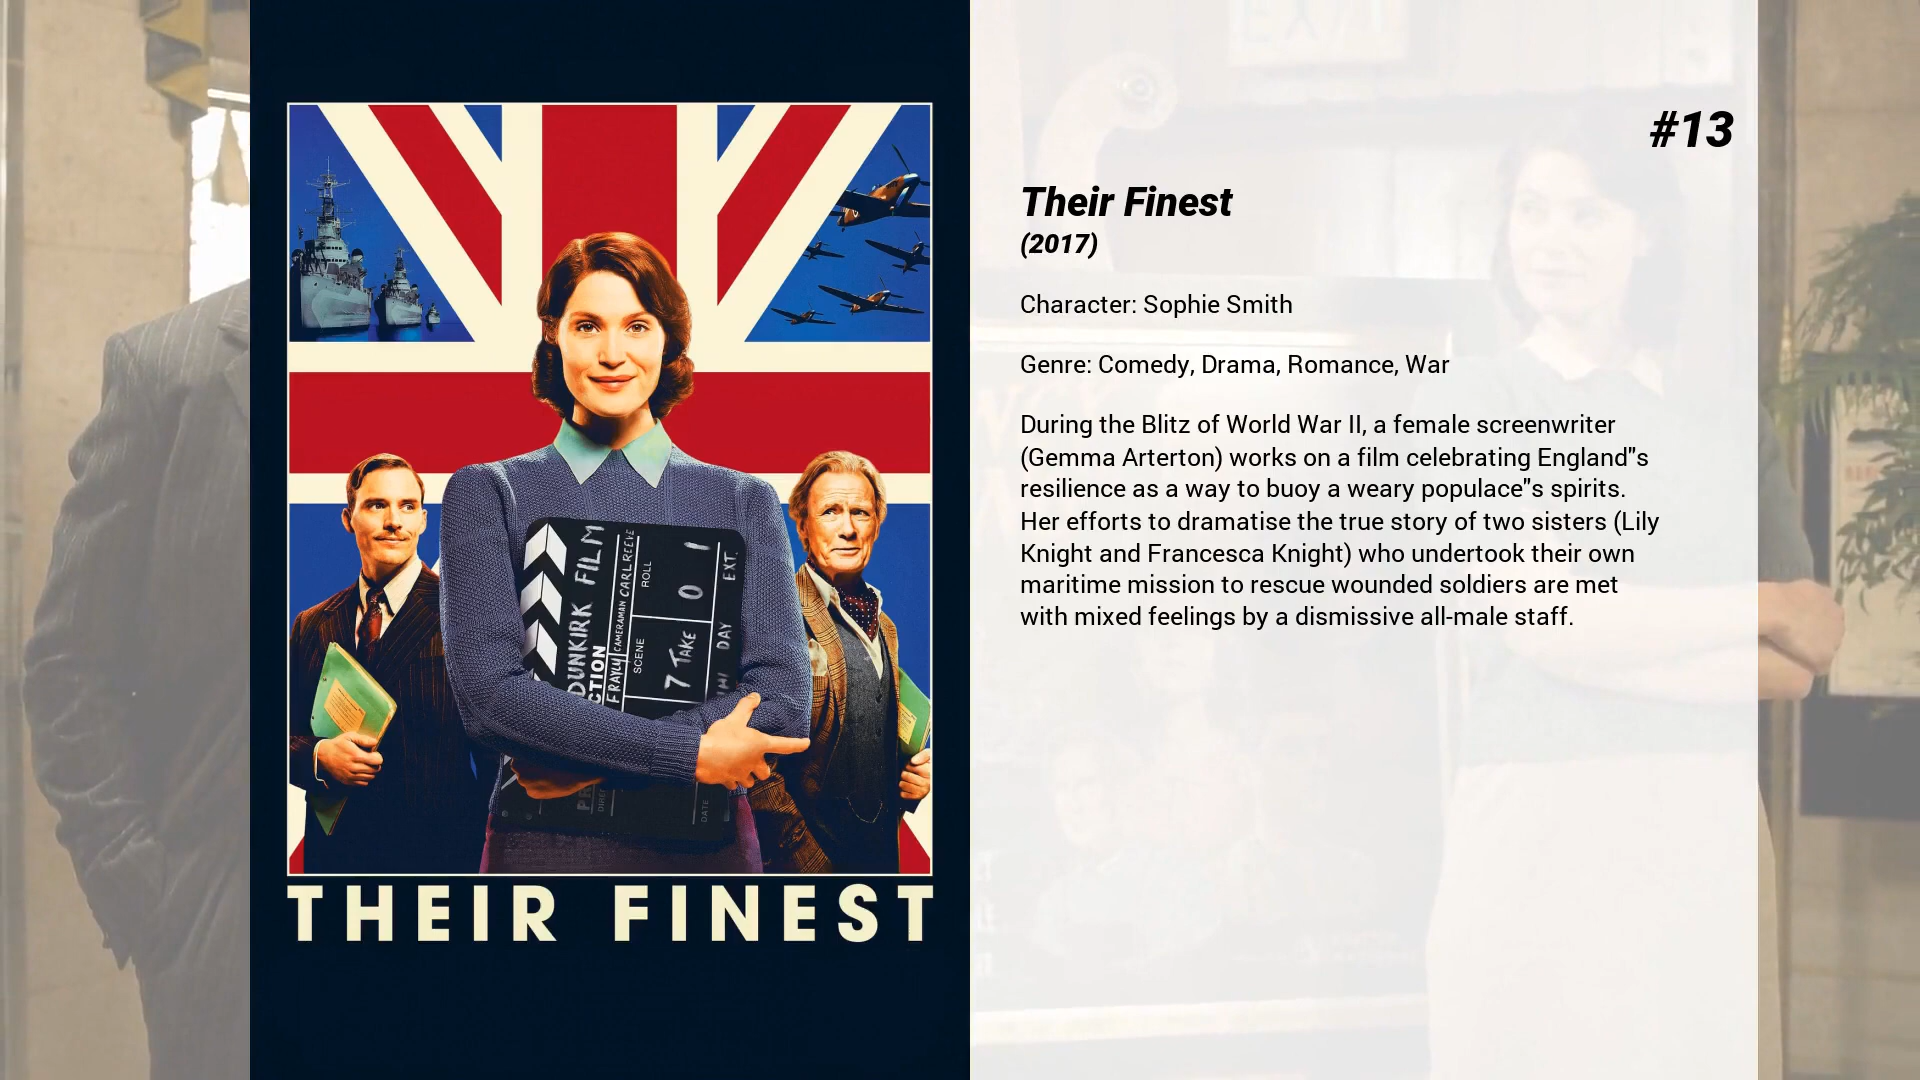 #13
Their Finest
(2017)
Character: Sophie Smith
Genre: Comedy, Drama, Romance, War
During the Blitz of World War II, a female screenwriter
(Gemma Arterton) works on a film celebrating England"s
resilience as a way to buoy a weary populace"s spirits.
Her efforts to dramatise the true story of two sisters (Lily
Knight and Francesca Knight) who undertook their own
maritime mission to rescue wounded soldiers are met
with mixed feelings by a dismissive all-male staff.
DUNKIRK FILM
CTION
FRAYLY
CAMERAMAN CARL REEVE
SCENE
ROLL
7 TAKE 0 1
DAY EXT.
DATE
THEIR FINEST